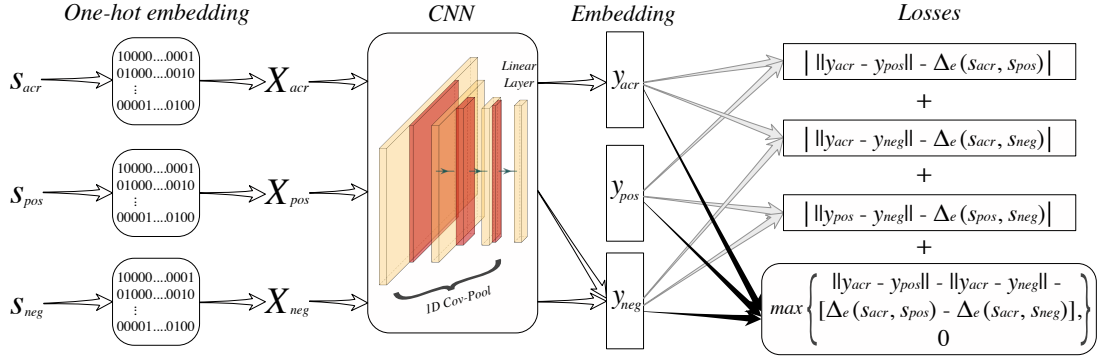 One-hot embedding CNN Embedding Losses
s_acr
10000....0001
01000....0010
⋮
00001....0100
X_acr
Linear
Layer
y_acr
| ||y_acr - y_pos|| - Δ_e (s_acr, s_pos)|
+
| ||y_acr - y_neg|| - Δ_e (s_acr, s_neg)|
+
s_pos
10000....0001
01000....0010
⋮
00001....0100
X_pos
y_pos
| ||y_pos - y_neg|| - Δ_e (s_pos, s_neg)|
+
s_neg
10000....0001
01000....0010
⋮
00001....0100
X_neg
1D Cov-Pool
y_neg
max{ ||y_acr - y_pos|| - ||y_acr - y_neg|| -
[Δ_e (s_acr, s_pos) - Δ_e (s_acr, s_neg)],
0 }